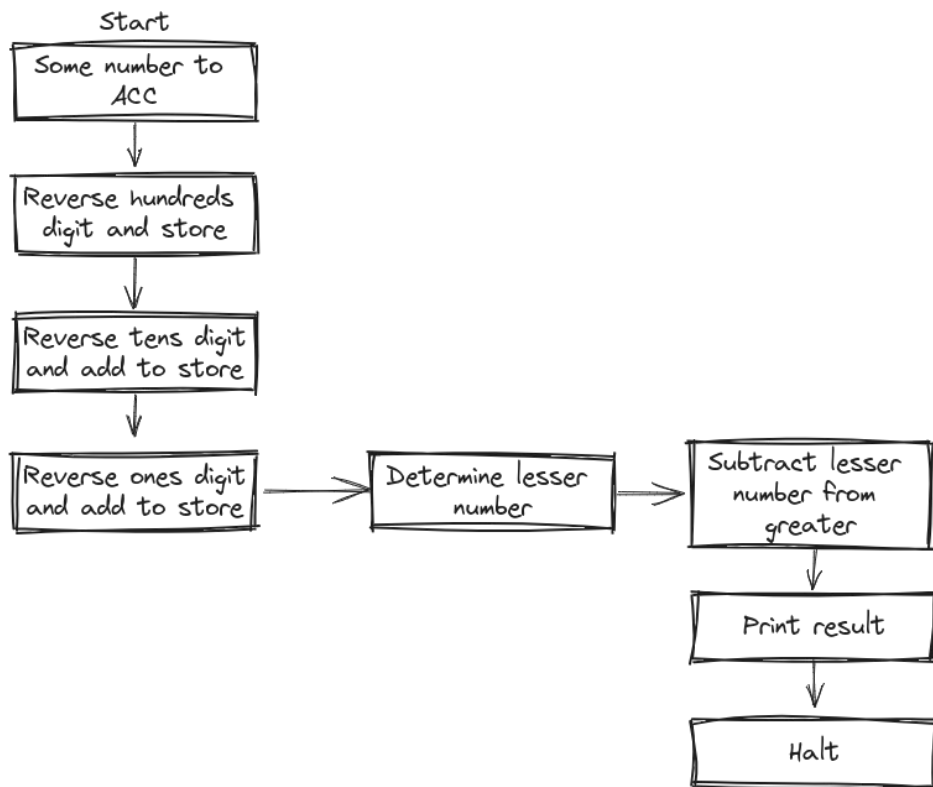 Start
Some number to
ACC
Reverse hundreds
digit and store
Reverse tens digit
and add to store
Reverse ones digit
and add to store
Determine lesser
number
Subtract lesser
number from
greater
Print result
Halt